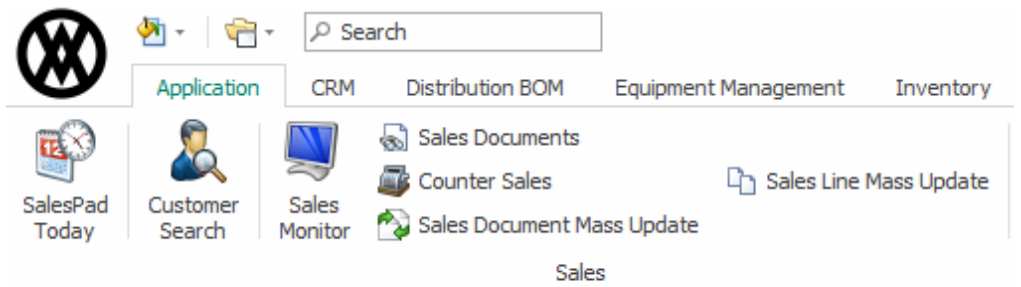 Search
Application CRM Distribution BOM Equipment Management Inventory
SalesPad Today
Customer Search
Sales Monitor
Sales Documents
Counter Sales
Sales Document Mass Update
Sales Line Mass Update
Sales